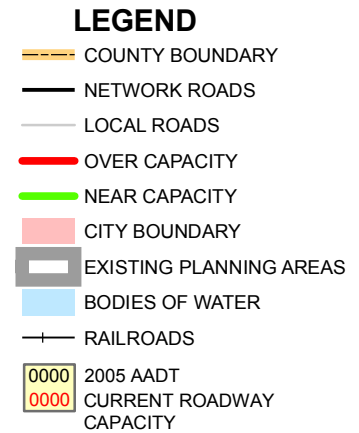 LEGEND
COUNTY BOUNDARY
NETWORK ROADS
LOCAL ROADS
OVER CAPACITY
NEAR CAPACITY
CITY BOUNDARY
EXISTING PLANNING AREAS
BODIES OF WATER
RAILROADS
0000 2005 AADT
0000 CURRENT ROADWAY
CAPACITY